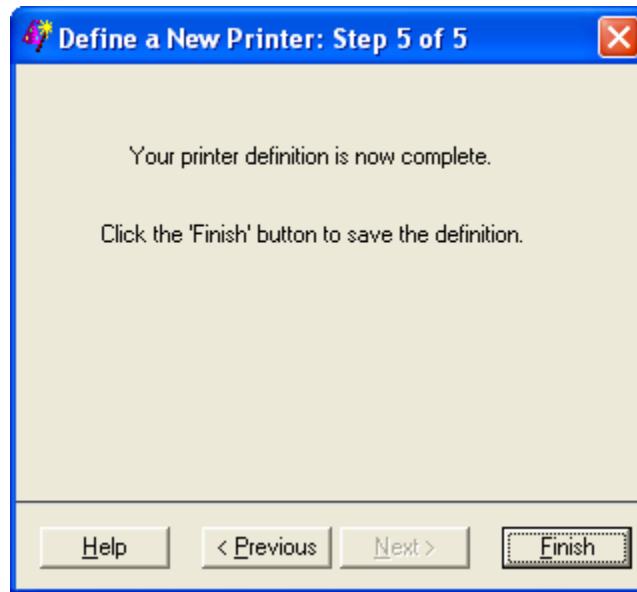 Define a New Printer: Step 5 of 5
Your printer definition is now complete.
Click the 'Finish' button to save the definition.
Help < Previous Next > Finish